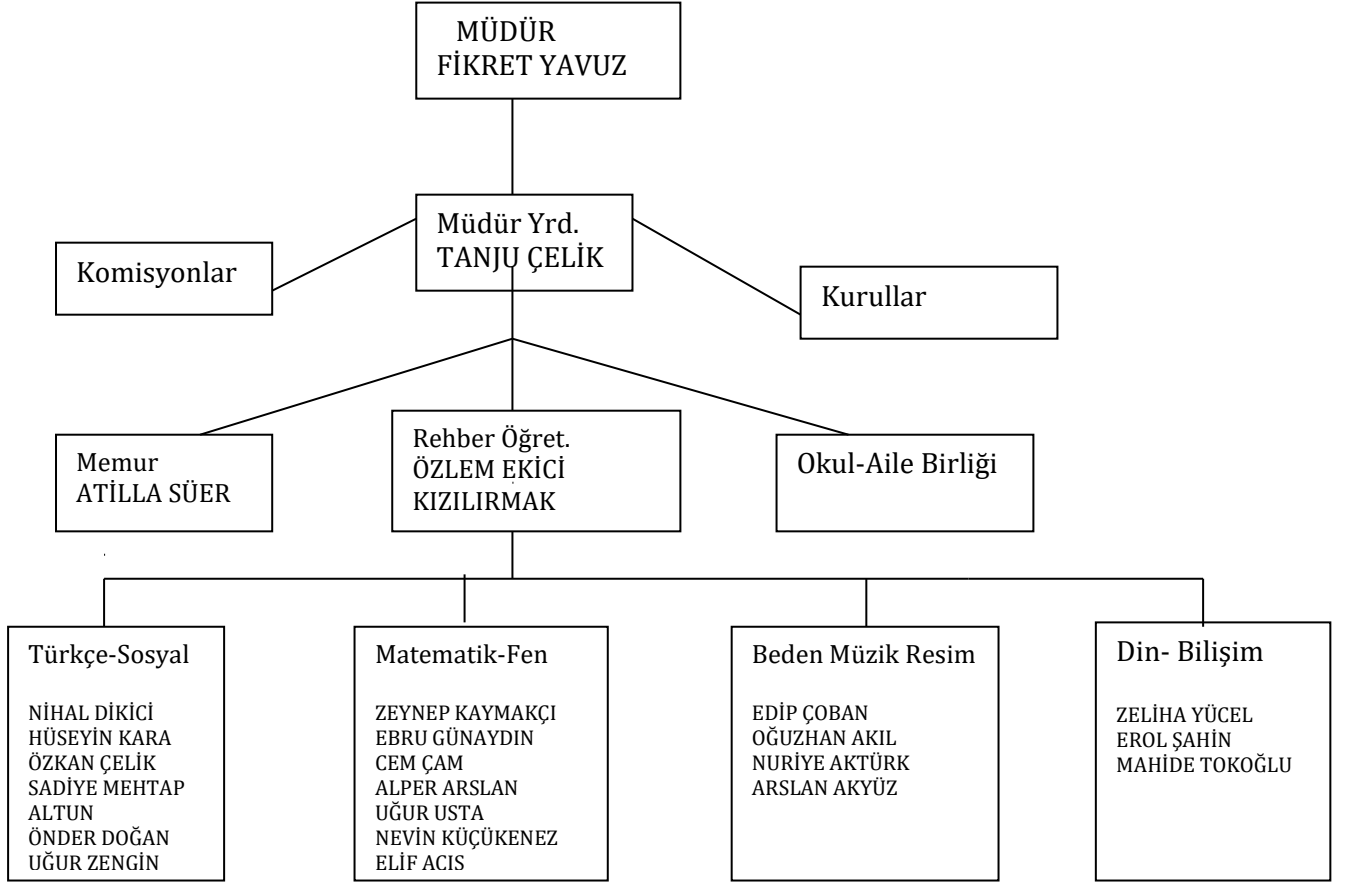 MÜDÜR
FİKRET YAVUZ
Müdür Yrd.
TANJU ÇELİK
Komisyonlar
Kurullar
Memur
ATİLLA SÜER
Rehber Öğret.
ÖZLEM EKİCİ
KIZILIRMAK
Okul-Aile Birliği
Türkçe-Sosyal
NİHAL DİKİCİ
HÜSEYİN KARA
ÖZKAN ÇELİK
SADİYE MEHTAP
ALTUN
ÖNDER DOĞAN
UĞUR ZENGİN
Matematik-Fen
ZEYNEP KAYMAKÇI
EBRU GÜNAYDIN
CEM ÇAM
ALPER ARSLAN
UĞUR USTA
NEVİN KÜÇÜKENEZ
ELİF ACIS
Beden Müzik Resim
EDİP ÇOBAN
OĞUZHAN AKIL
NURİYE AKTÜRK
ARSLAN AKYÜZ
Din- Bilişim
ZELİHA YÜCEL
EROL ŞAHİN
MAHİDE TOKOĞLU